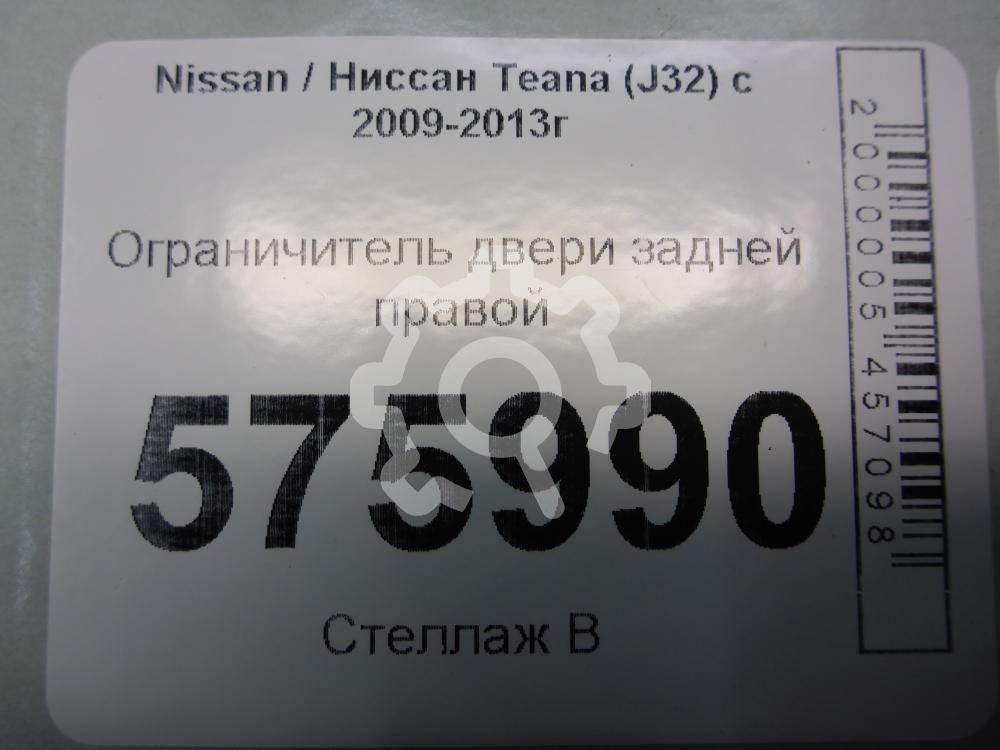 Nissan / Ниссан Teana (J32) с
2009-2013г
Ограничитель двери задней
правой
575990
Стеллаж В
2000005457098